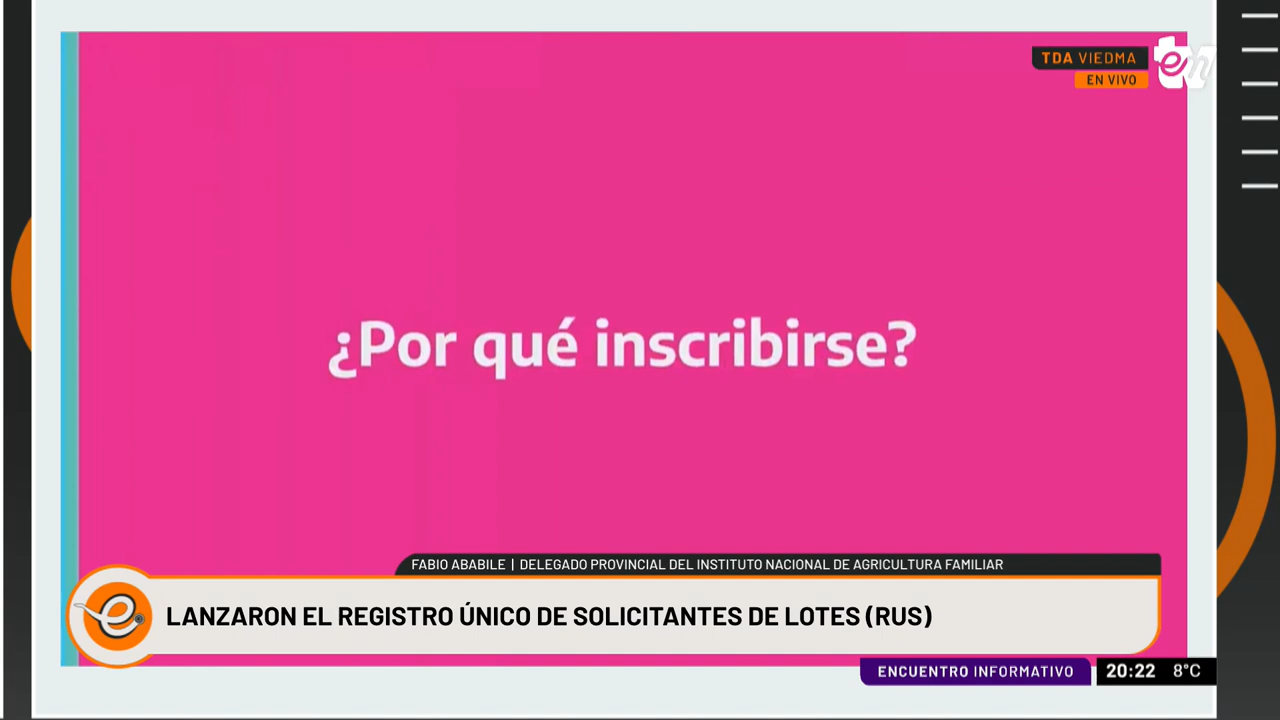 TDA VIEDMA
EN VIVO
em
¿Por qué inscribirse?
FABIO ABABILE | DELEGADO PROVINCIAL DEL INSTITUTO NACIONAL DE AGRICULTURA FAMILIAR
e
LANZARON EL REGISTRO ÚNICO DE SOLICITANTES DE LOTES (RUS)
ENCUENTRO INFORMATIVO
20:22 8°C